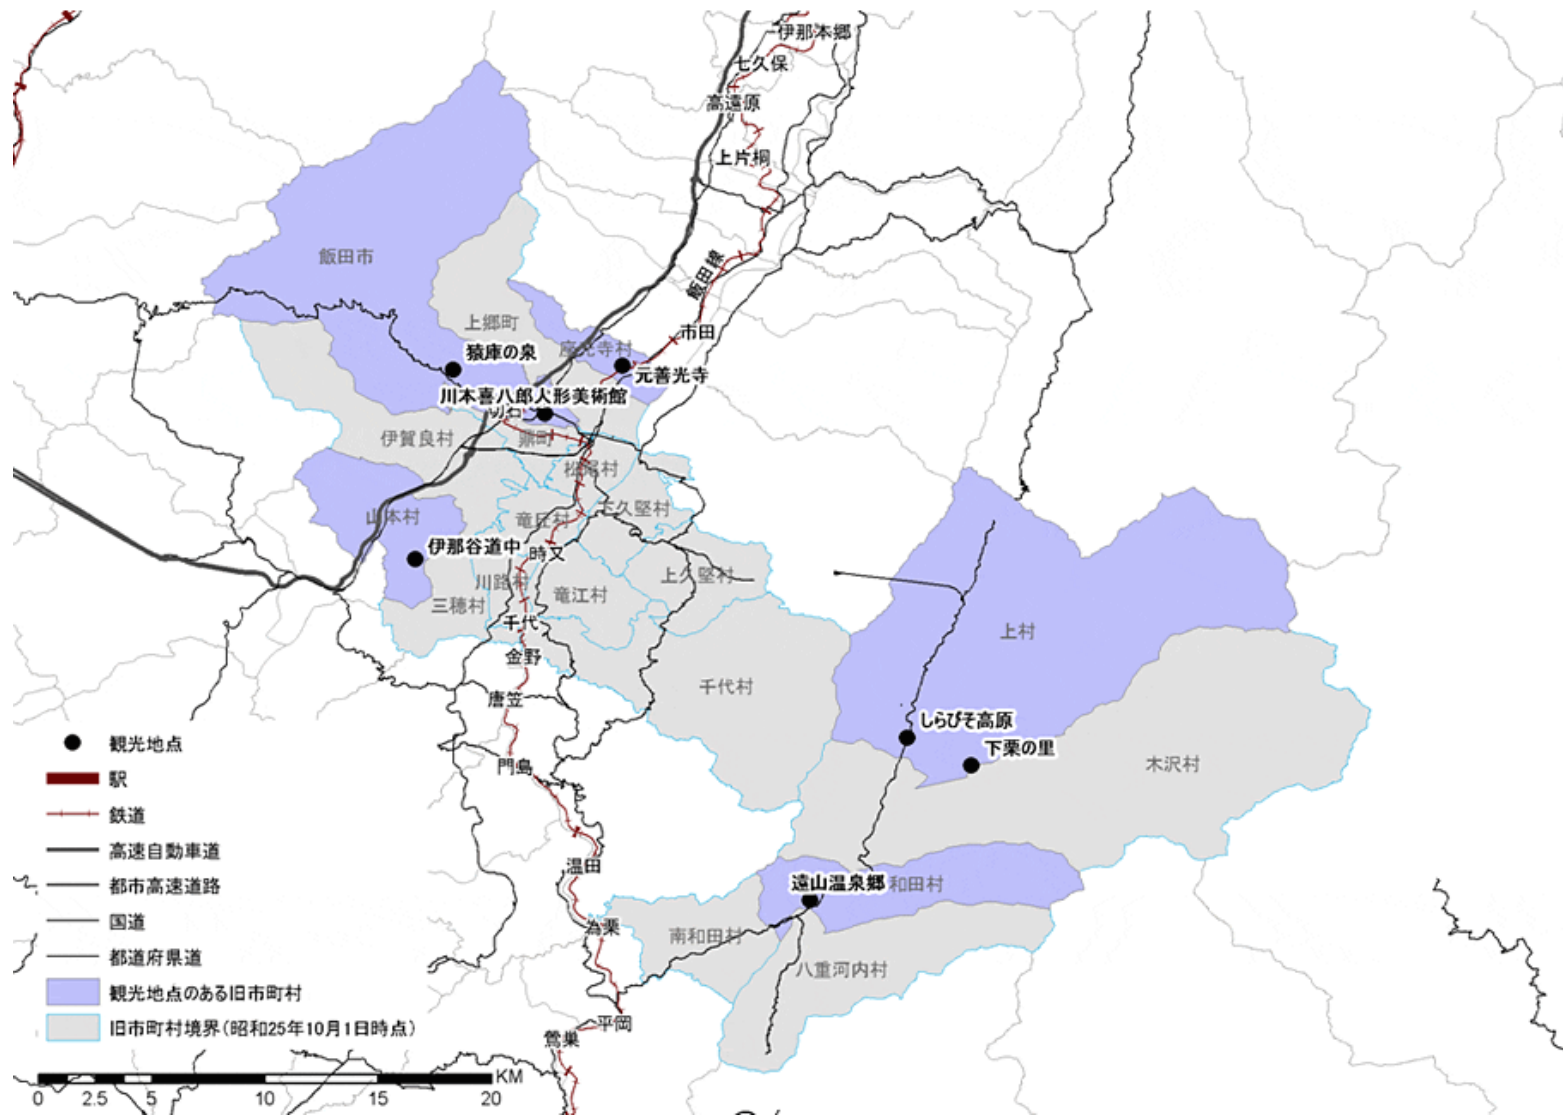 伊那本郷
七久保
高遠原
上片桐
飯田線
飯田市
上郷町
市田
座光寺村
猿庫の泉
元善光寺
川本喜八郎人形美術館
切石
伊賀良村
鼎町
松尾村
山本村
竜丘村
下久堅村
伊那谷道中
時又
川路村
上久堅村
三穂村
竜江村
千代
上村
金野
千代村
唐笠
しらびそ高原
下栗の里
木沢村
門島
温田
遠山温泉郷
和田村
為栗
南和田村
八重河内村
平岡
鶯巣
観光地点
駅
鉄道
高速自動車道
都市高速道路
国道
都道府県道
観光地点のある旧市町村
旧市町村境界(昭和25年10月1日時点)
KM
0 2.5 5 10 15 20